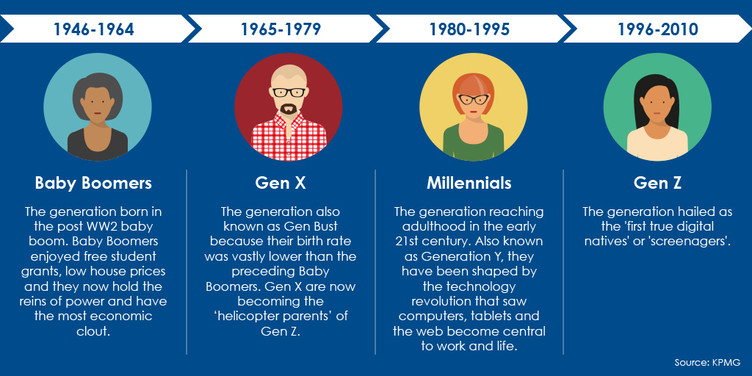 1946-1964
1965-1979
1980-1995
1996-2010
Baby Boomers
The generation born in
the post WW2 baby
boom. Baby Boomers
enjoyed free student
grants, low house prices
and they now hold the
reins of power and have
the most economic
clout.
Gen X
The generation also
known as Gen Bust
because their birth rate
was vastly lower than the
preceding Baby
Boomers. Gen X are now
becoming the
‘helicopter parents’ of
Gen Z.
Millennials
The generation reaching
adulthood in the early
21st century. Also known
as Generation Y, they
have been shaped by
the technology
revolution that saw
computers, tablets and
the web become central
to work and life.
Gen Z
The generation hailed as
the 'first true digital
natives' or 'screenagers'.
Source: KPMG